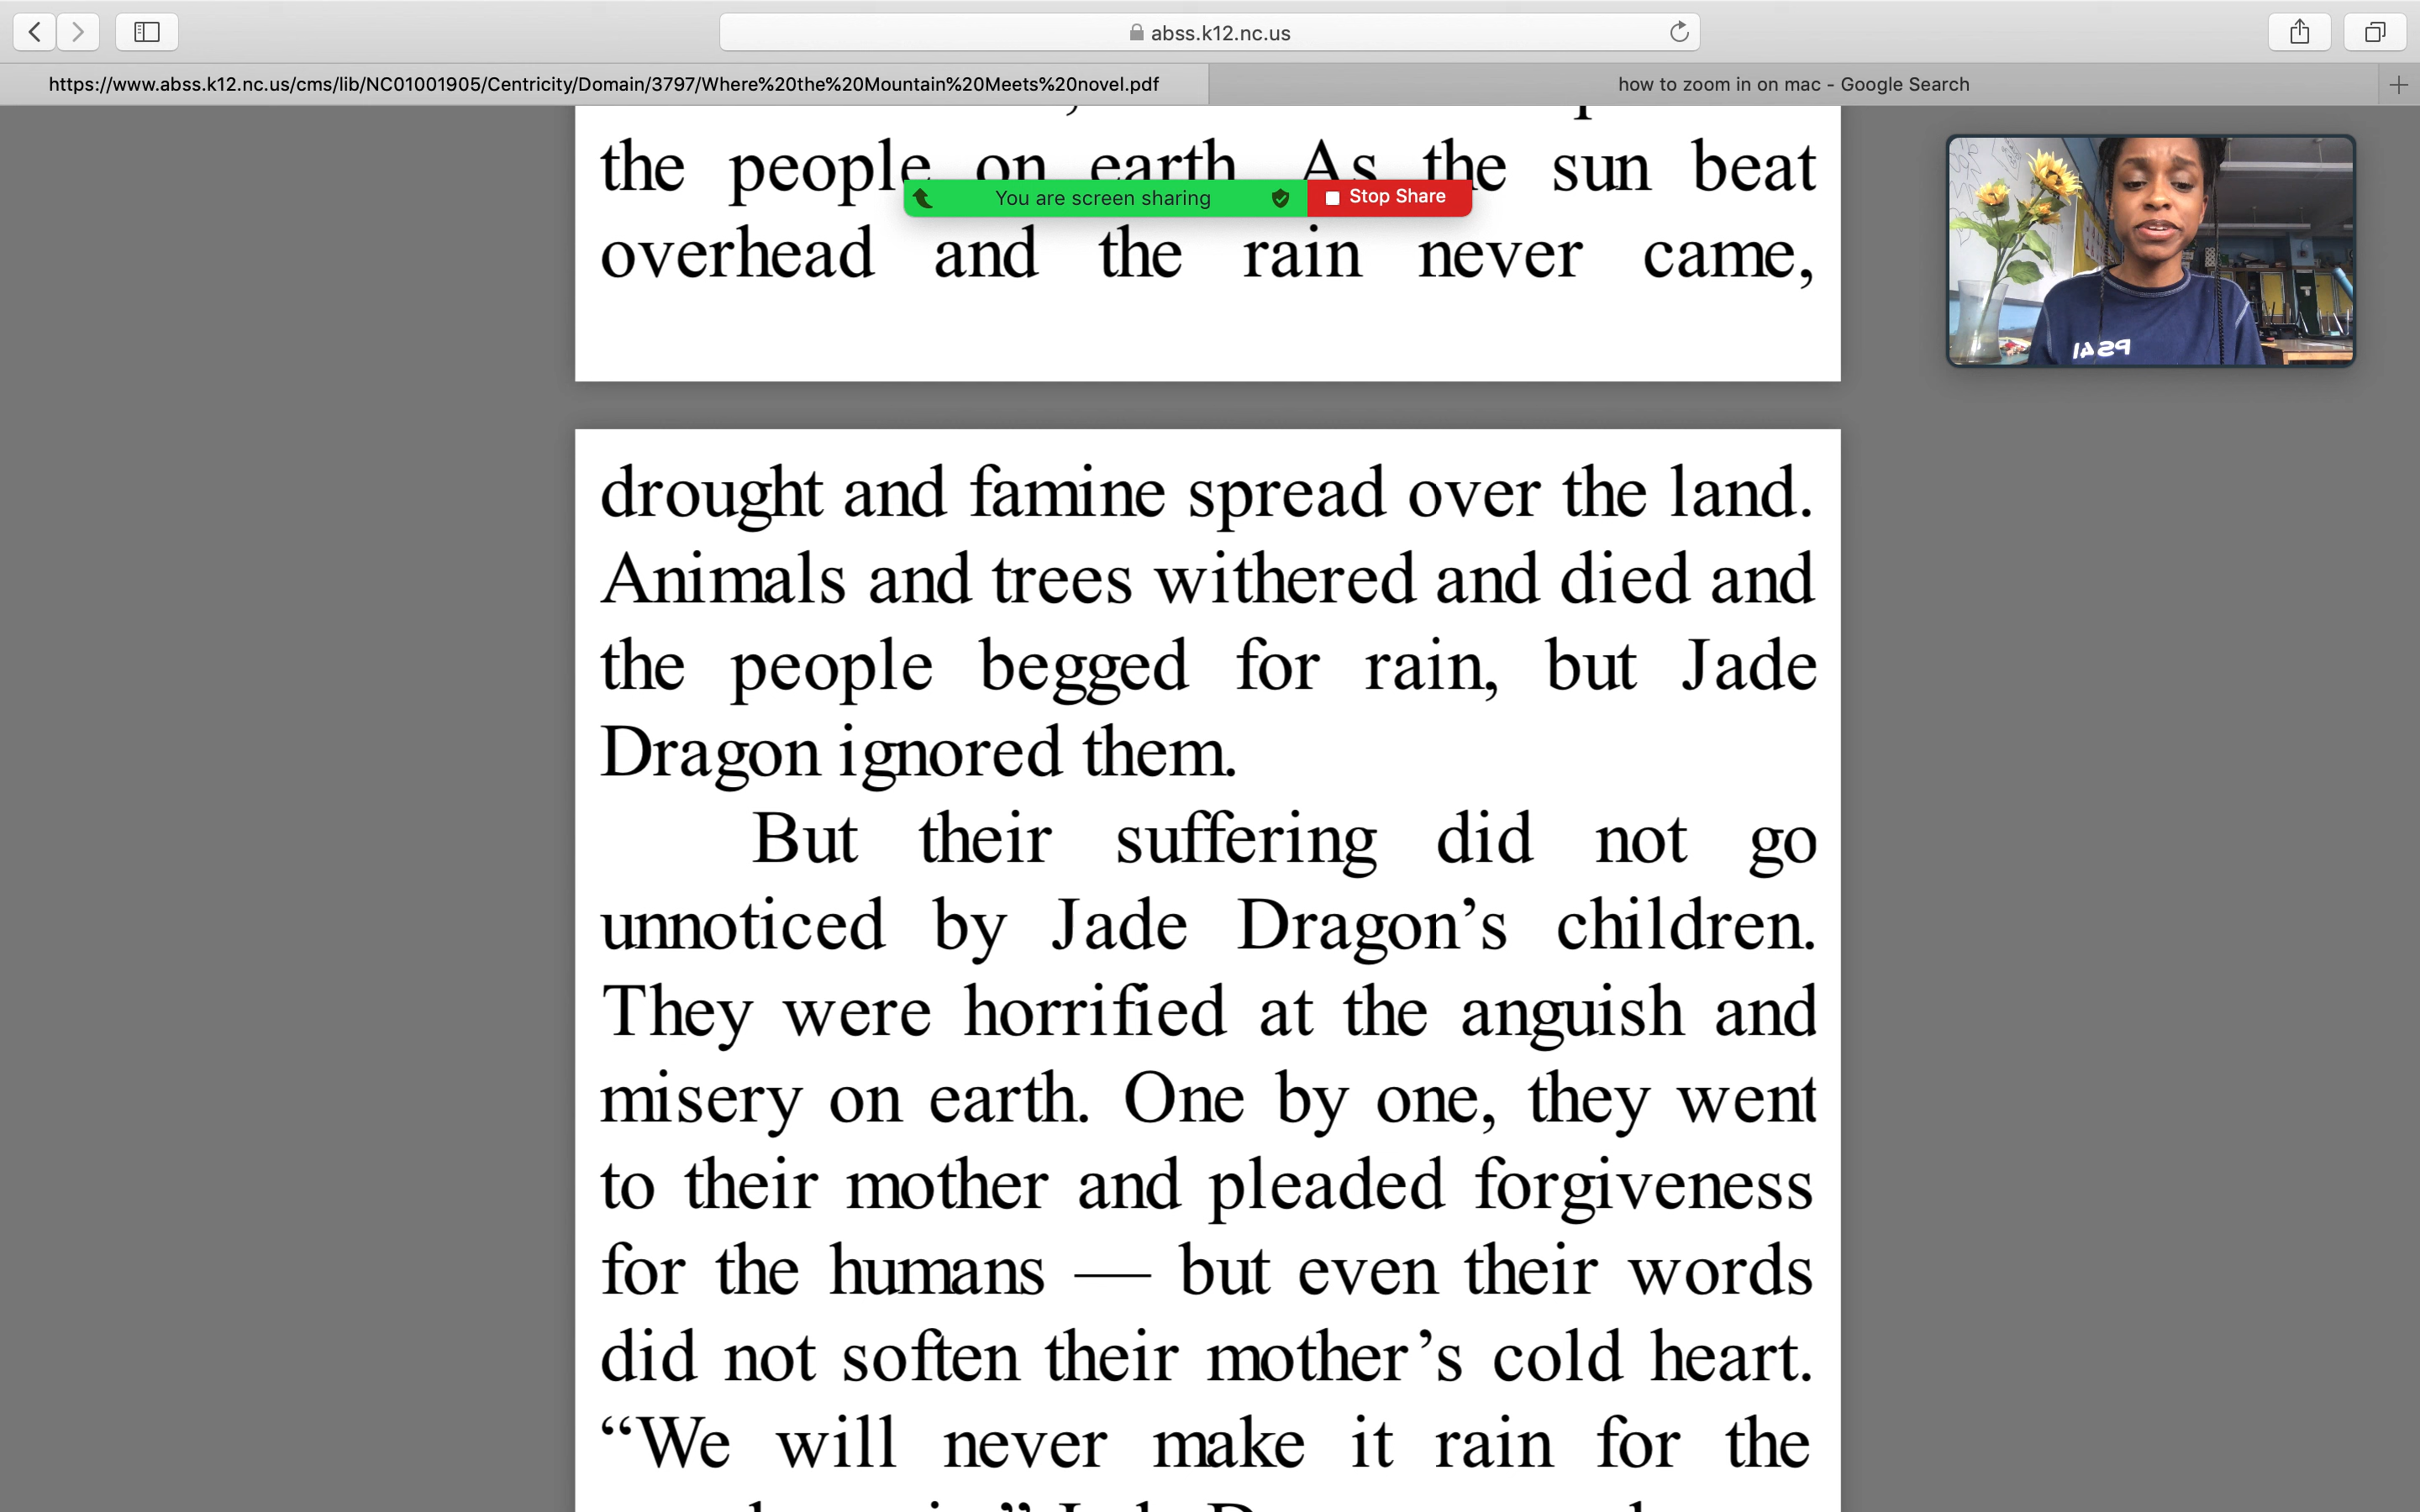 abss.k12.nc.us
https://www.abss.k12.nc.us/cms/lib/NC01001905/Centricity/Domain/3797/Where%20the%20Mountain%20Meets%20novel.pdf
how to zoom in on mac - Google Search
the people on earth. As the sun beat
You are screen sharing
Stop Share
overhead and the rain never came,
PS41
drought and famine spread over the land.
Animals and trees withered and died and
the people begged for rain, but Jade
Dragon ignored them.
But their suffering did not go
unnoticed by Jade Dragon’s children.
They were horrified at the anguish and
misery on earth. One by one, they went
to their mother and pleaded forgiveness
for the humans — but even their words
did not soften their mother’s cold heart.
“We will never make it rain for the